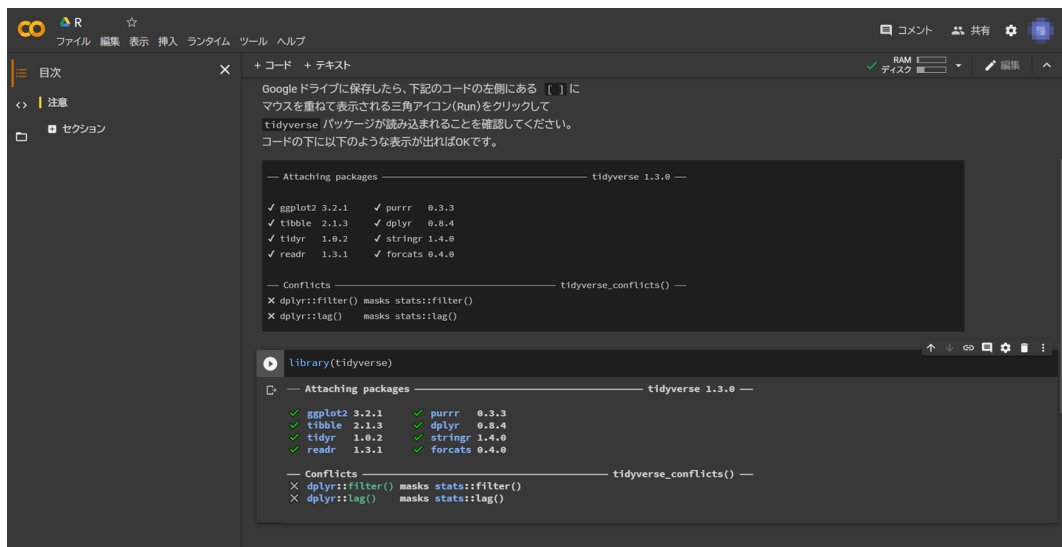 R
ファイル 編集 表示 挿入 ランタイム ツール ヘルプ
コメント 共有
目次
注意
セクション
+ コード + テキスト
RAM
ディスク
編集
Googleドライブに保存したら、下記のコードの左側にある [ ] に
マウスを重ねて表示される三角アイコン(Run)をクリックして
tidyverse パッケージが読み込まれることを確認してください。
コードの下に以下のような表示が出ればOKです。
── Attaching packages ── tidyverse 1.3.0 ──
✓ ggplot2 3.2.1 ✓ purrr 0.3.3
✓ tibble 2.1.3 ✓ dplyr 0.8.4
✓ tidyr 1.0.2 ✓ stringr 1.4.0
✓ readr 1.3.1 ✓ forcats 0.4.0
── Conflicts ── tidyverse_conflicts() ──
✕ dplyr::filter() masks stats::filter()
✕ dplyr::lag() masks stats::lag()
library(tidyverse)
── Attaching packages ── tidyverse 1.3.0 ──
✔ ggplot2 3.2.1 ✔ purrr 0.3.3
✔ tibble 2.1.3 ✔ dplyr 0.8.4
✔ tidyr 1.0.2 ✔ stringr 1.4.0
✔ readr 1.3.1 ✔ forcats 0.4.0
── Conflicts ── tidyverse_conflicts() ──
✖ dplyr::filter() masks stats::filter()
✖ dplyr::lag() masks stats::lag()